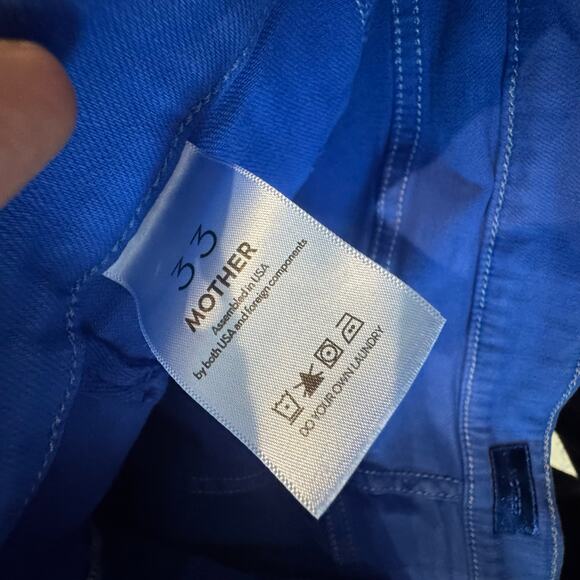 33
MOTHER
Assembled in USA
by both USA and foreign components
DO YOUR OWN LAUNDRY